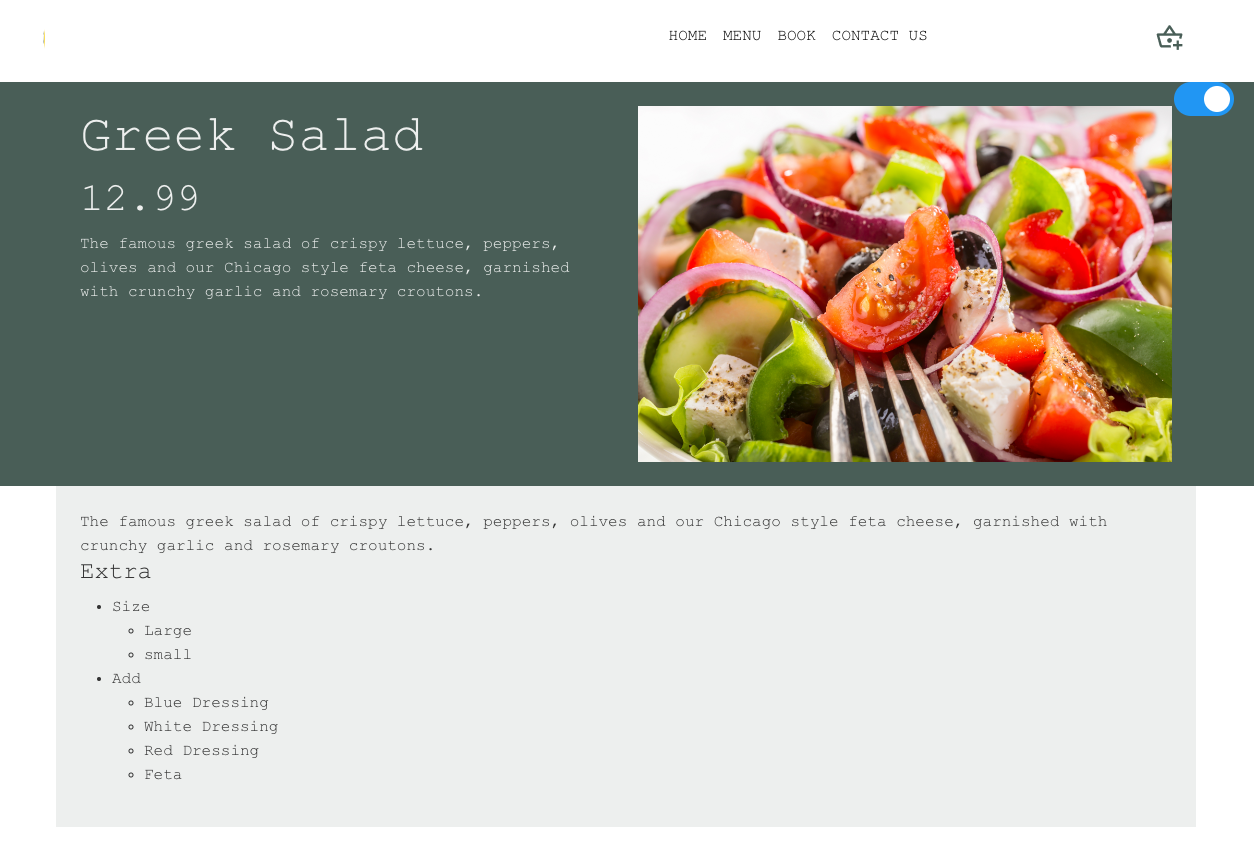 HOME MENU BOOK CONTACT US
Greek Salad
12.99
The famous greek salad of crispy lettuce, peppers,
olives and our Chicago style feta cheese, garnished
with crunchy garlic and rosemary croutons.
The famous greek salad of crispy lettuce, peppers, olives and our Chicago style feta cheese, garnished with
crunchy garlic and rosemary croutons.
Extra
Size
Large
small
Add
Blue Dressing
White Dressing
Red Dressing
Feta